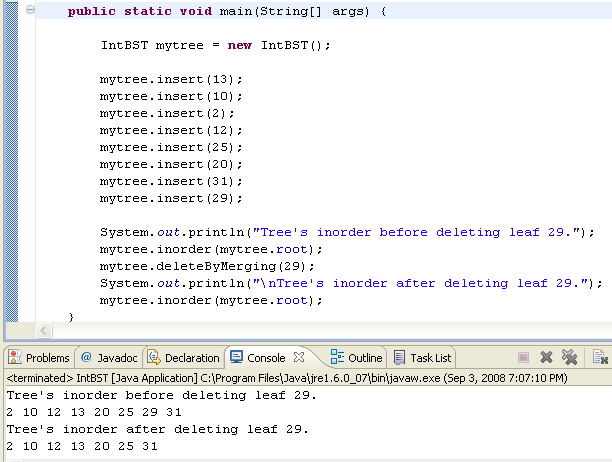 public static void main(String[] args) {
IntBST mytree = new IntBST();
mytree.insert(13);
mytree.insert(10);
mytree.insert(2);
mytree.insert(12);
mytree.insert(25);
mytree.insert(20);
mytree.insert(31);
mytree.insert(29);
System.out.println("Tree's inorder before deleting leaf 29.");
mytree.inorder(mytree.root);
mytree.deleteByMerging(29);
System.out.println("\nTree's inorder after deleting leaf 29.");
mytree.inorder(mytree.root);
}
Problems @ Javadoc Declaration Console Outline Task List
<terminated> IntBST [Java Application] C:\Program Files\Java\jre1.6.0_07\bin\javaw.exe (Sep 3, 2008 7:07:10 PM)
Tree's inorder before deleting leaf 29.
2 10 12 13 20 25 29 31
Tree's inorder after deleting leaf 29.
2 10 12 13 20 25 31